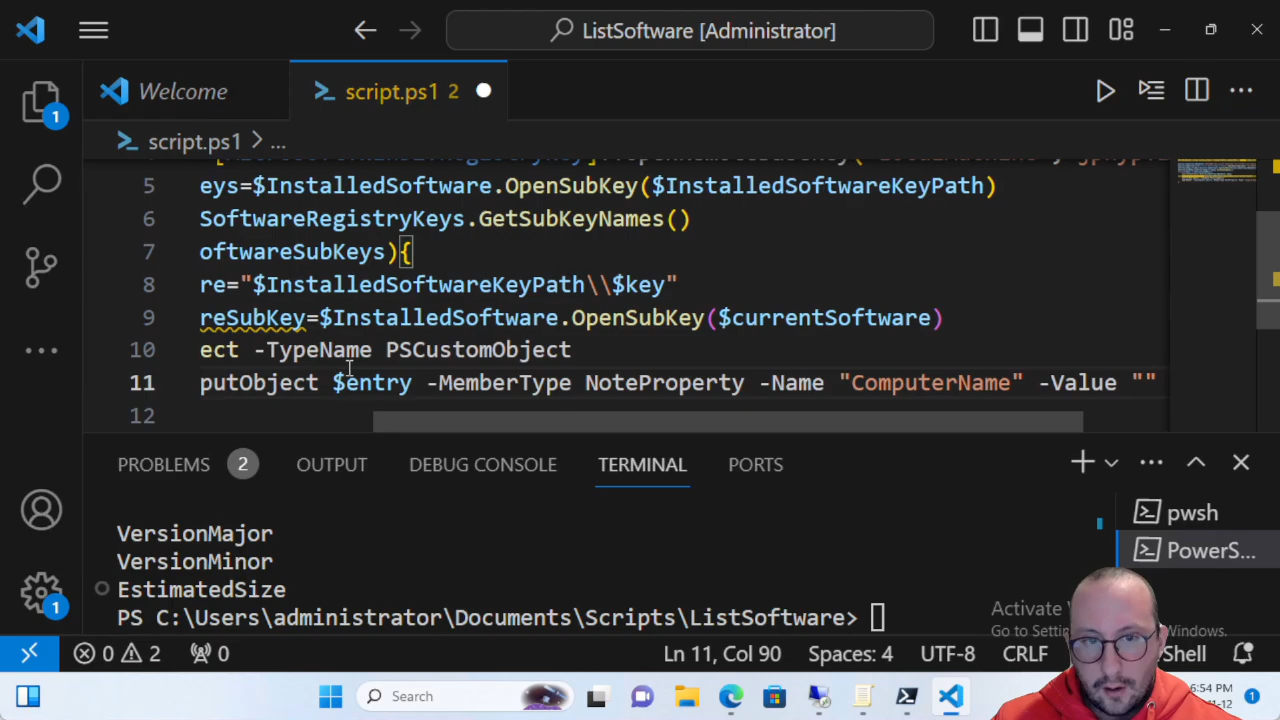 ListSoftware [Administrator]
Welcome
script.ps1 2
script.ps1 > ...
5 eys=$InstalledSoftware.OpenSubKey($InstalledSoftwareKeyPath)
6 SoftwareRegistryKeys.GetSubKeyNames()
7 oftwareSubKeys){
8 re="$InstalledSoftwareKeyPath\\$key"
9 reSubKey=$InstalledSoftware.OpenSubKey($currentSoftware)
10 ect -TypeName PSCustomObject
11 putObject $entry -MemberType NoteProperty -Name "ComputerName" -Value ""
12
PROBLEMS 2 OUTPUT DEBUG CONSOLE TERMINAL PORTS
VersionMajor
VersionMinor
EstimatedSize
PS C:\Users\administrator\Documents\Scripts\ListSoftware>
pwsh
PowerS...
1
1
Activate
Go to Setti Windows.
0 2 0 Ln 11, Col 90 Spaces: 4 UTF-8 CRLF Shell
Search
6:54 PM
1